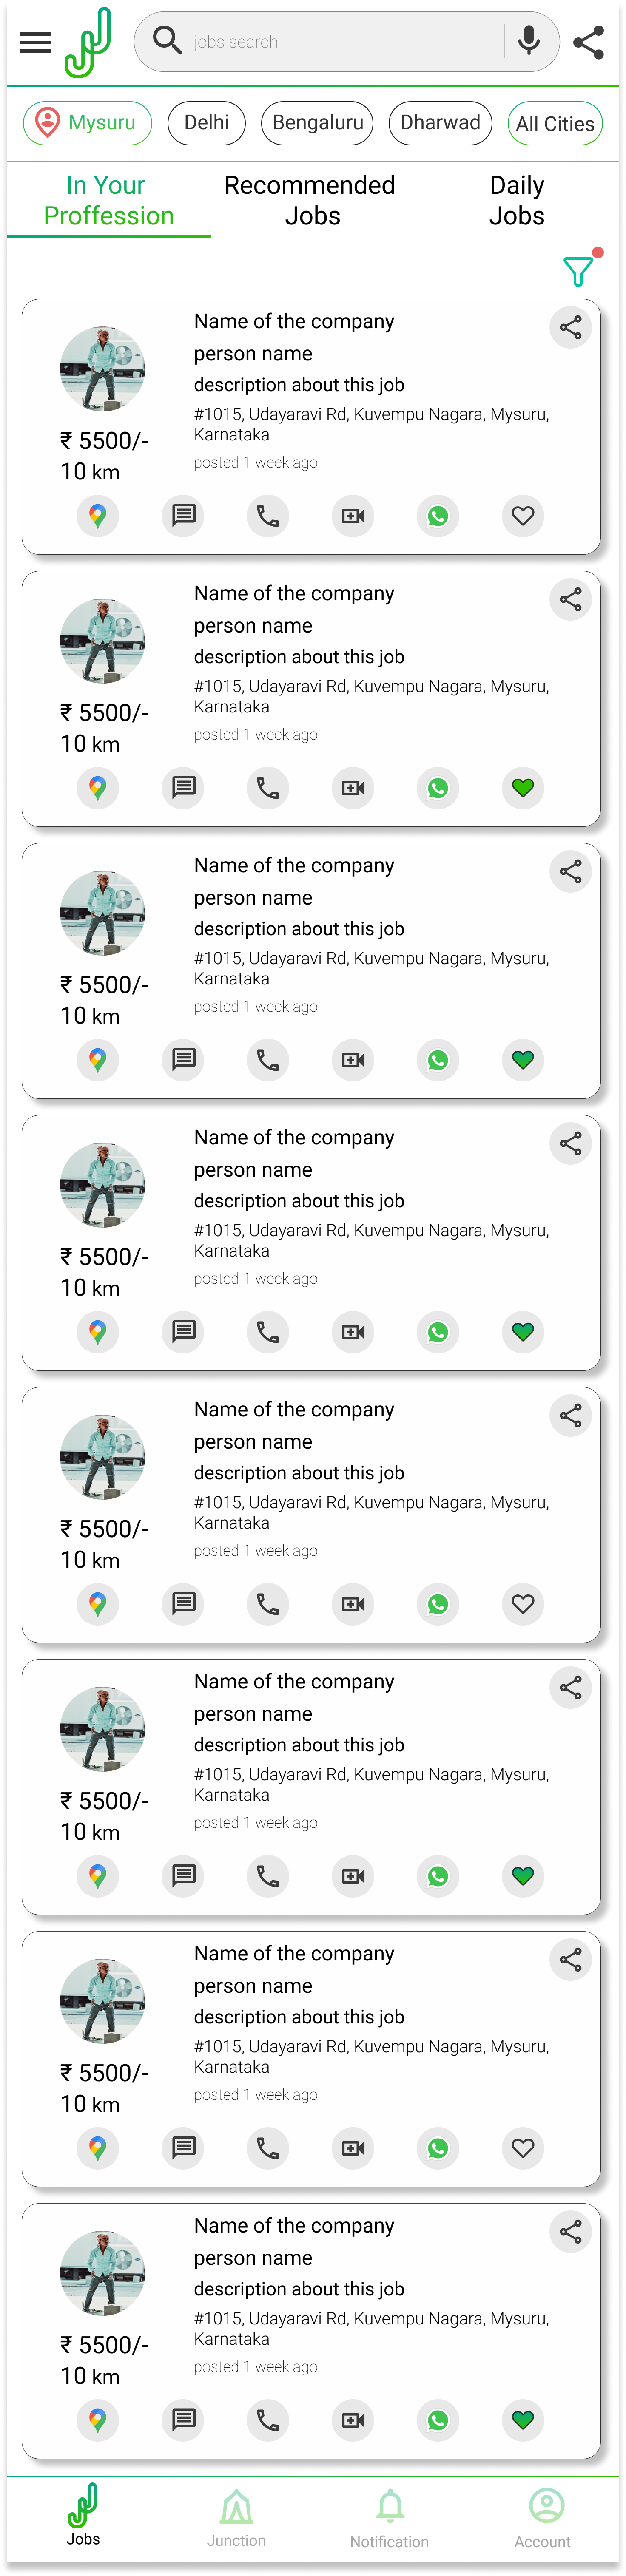 jobs search
Mysuru
Delhi
Bengaluru
Dharwad
All Cities
In Your
Proffession
Recommended
Jobs
Daily
Jobs
Name of the company
person name
description about this job
#1015, Udayaravi Rd, Kuvempu Nagara, Mysuru,
Karnataka
posted 1 week ago
₹ 5500/-
10 km
Name of the company
person name
description about this job
#1015, Udayaravi Rd, Kuvempu Nagara, Mysuru,
Karnataka
posted 1 week ago
₹ 5500/-
10 km
Name of the company
person name
description about this job
#1015, Udayaravi Rd, Kuvempu Nagara, Mysuru,
Karnataka
posted 1 week ago
₹ 5500/-
10 km
Name of the company
person name
description about this job
#1015, Udayaravi Rd, Kuvempu Nagara, Mysuru,
Karnataka
posted 1 week ago
₹ 5500/-
10 km
Name of the company
person name
description about this job
#1015, Udayaravi Rd, Kuvempu Nagara, Mysuru,
Karnataka
posted 1 week ago
₹ 5500/-
10 km
Name of the company
person name
description about this job
#1015, Udayaravi Rd, Kuvempu Nagara, Mysuru,
Karnataka
posted 1 week ago
₹ 5500/-
10 km
Name of the company
person name
description about this job
#1015, Udayaravi Rd, Kuvempu Nagara, Mysuru,
Karnataka
posted 1 week ago
₹ 5500/-
10 km
Name of the company
person name
description about this job
#1015, Udayaravi Rd, Kuvempu Nagara, Mysuru,
Karnataka
posted 1 week ago
₹ 5500/-
10 km
Jobs
Junction
Notification
Account